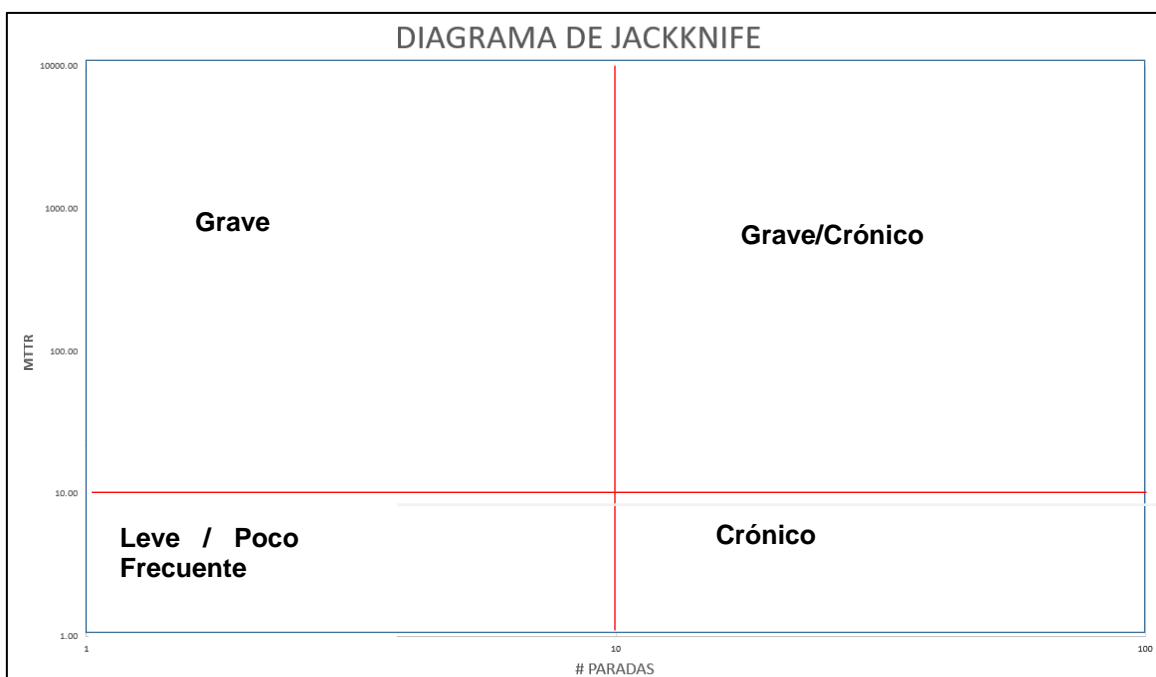 DIAGRAMA DE JACKKNIFE
10000.00
1000.00
100.00
10.00
1.00
MTTR
Grave
Grave/Crónico
Leve / Poco
Frecuente
Crónico
1
10
100
# PARADAS